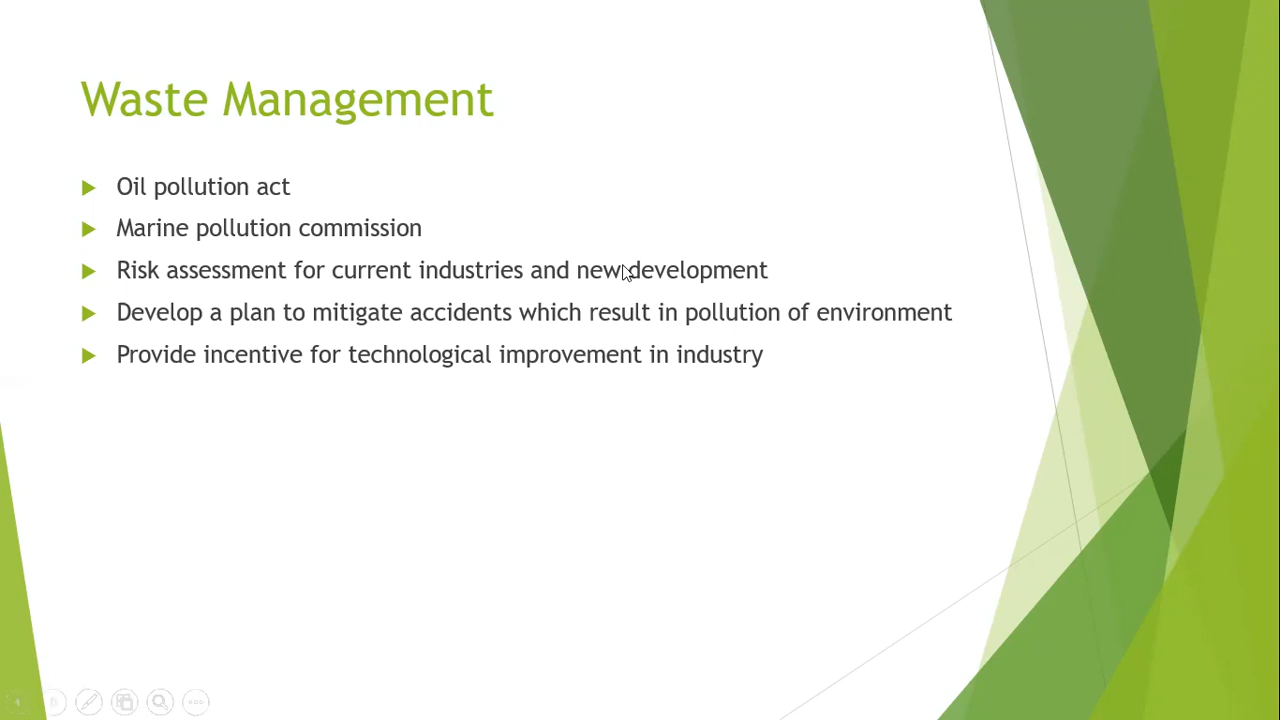 Waste Management
Oil pollution act
Marine pollution commission
Risk assessment for current industries and new development
Develop a plan to mitigate accidents which result in pollution of environment
Provide incentive for technological improvement in industry